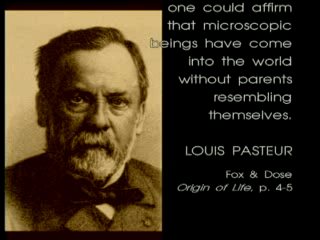 one could affirm
that microscopic
beings have come
into the world
without parents
resembling
themselves.
LOUIS PASTEUR
Fox & Dose
Origin of Life, p. 4-5